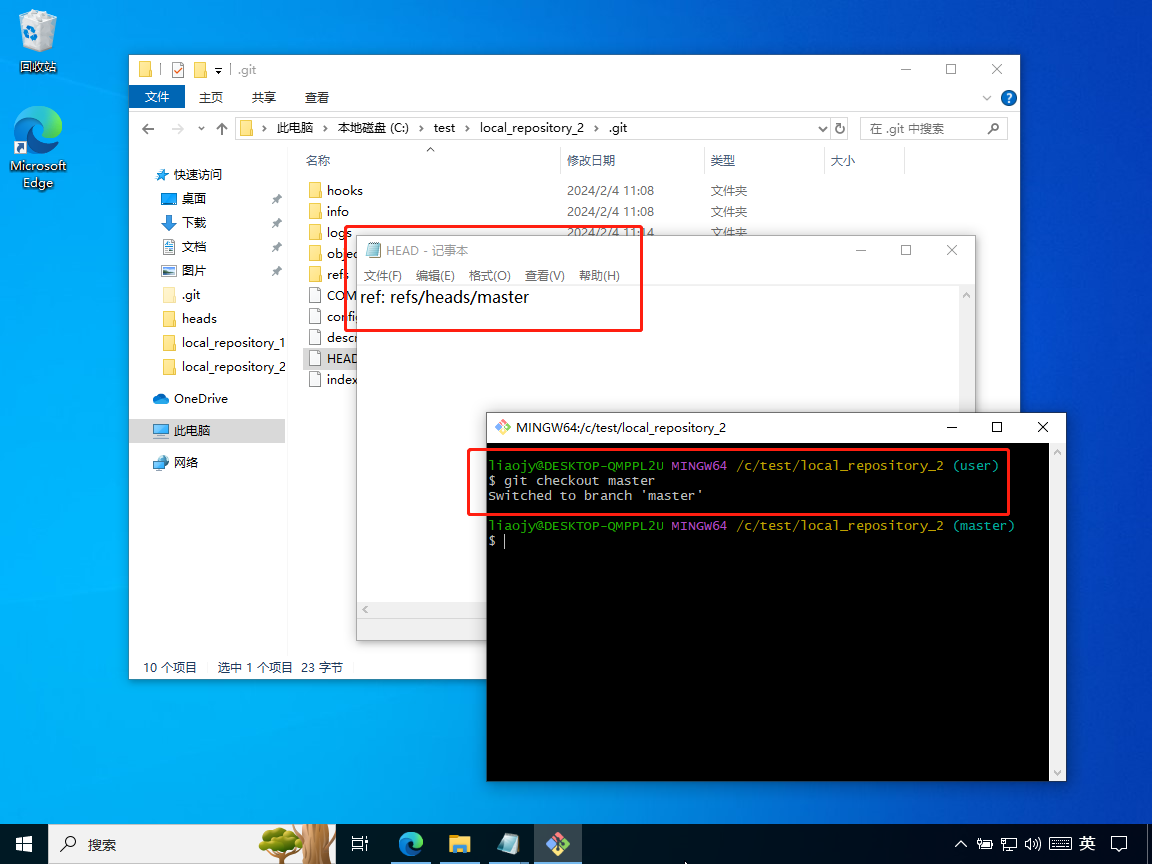 回收站
Microsoft
Edge
.git
文件 主页 共享 查看
此电脑 本地磁盘 (C:) test local_repository_2 .git
在 .git 中搜索
名称 修改日期 类型 大小
快速访问
桌面
下载
文档
图片
.git
heads
local_repository_1
local_repository_2
OneDrive
此电脑
网络
hooks 2024/2/4 11:08 文件夹
info 2024/2/4 11:08 文件夹
logs 2024/2/4 11:14 文件夹
objec
refs
COM
config
descr
HEAD
index
10 个项目 选中 1 个项目 23 字节
HEAD - 记事本
文件(F) 编辑(E) 格式(O) 查看(V) 帮助(H)
ref: refs/heads/master
MINGW64:/c/test/local_repository_2
liaojy@DESKTOP-QMPPL2U MINGW64 /c/test/local_repository_2 (user)
$ git checkout master
Switched to branch 'master'
liaojy@DESKTOP-QMPPL2U MINGW64 /c/test/local_repository_2 (master)
$
搜索
英